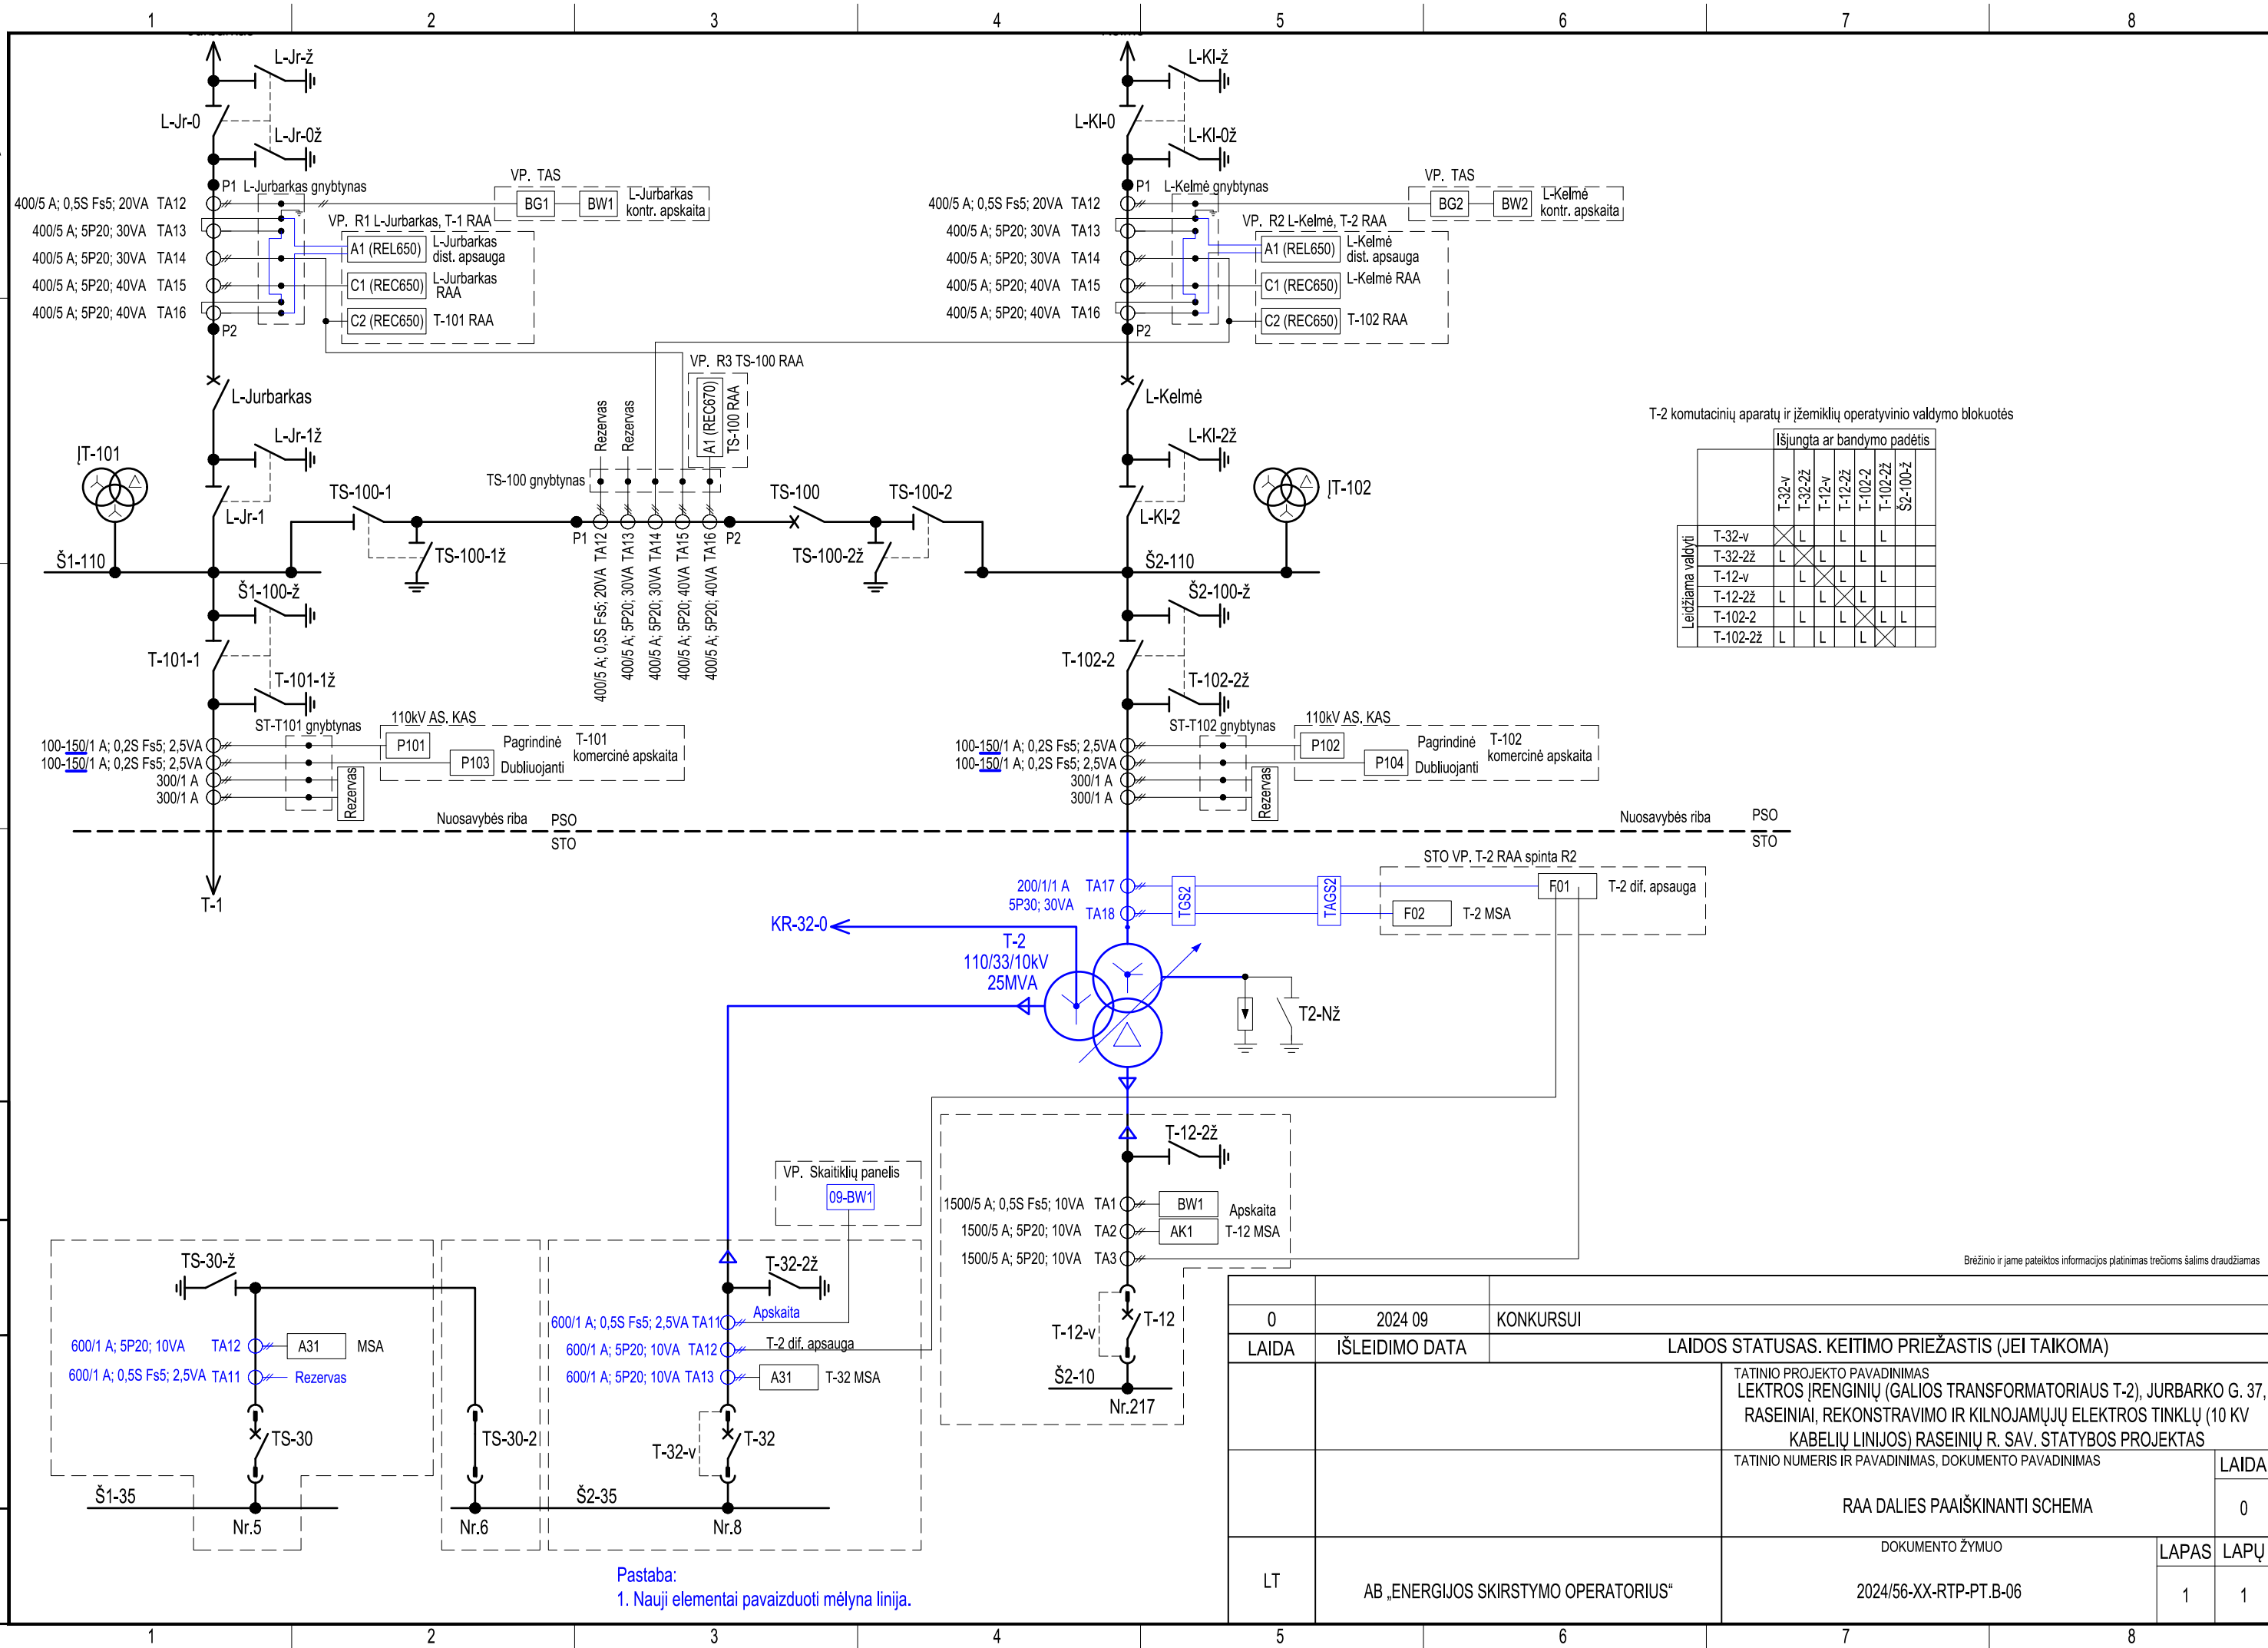 1 2 3 4 5 6 7 8
L-Jr-ž
L-Jr-0
L-Jr-0ž
P1 L-Jurbarkas gnybtynas
VP. TAS
BG1
BW1
L-Jurbarkas
kontr. apskaita
400/5 A; 0,5S Fs5; 20VA TA12
400/5 A; 5P20; 30VA TA13
400/5 A; 5P20; 30VA TA14
400/5 A; 5P20; 40VA TA15
400/5 A; 5P20; 40VA TA16
P2
VP. R1 L-Jurbarkas, T-1 RAA
A1 (REL650)
L-Jurbarkas
dist. apsauga
C1 (REC650)
L-Jurbarkas
RAA
C2 (REC650)
T-101 RAA
L-Jurbarkas
L-Jr-1ž
L-Jr-1
ĮT-101
Š1-110
L-Kl-ž
L-Kl-0
L-Kl-0ž
P1 L-Kelmė gnybtynas
VP. TAS
BG2
BW2
L-Kelmė
kontr. apskaita
400/5 A; 0,5S Fs5; 20VA TA12
400/5 A; 5P20; 30VA TA13
400/5 A; 5P20; 30VA TA14
400/5 A; 5P20; 40VA TA15
400/5 A; 5P20; 40VA TA16
P2
VP. R2 L-Kelmė, T-2 RAA
A1 (REL650)
L-Kelmė
dist. apsauga
C1 (REC650)
L-Kelmė RAA
C2 (REC650)
T-102 RAA
L-Kelmė
L-Kl-2ž
L-Kl-2
ĮT-102
Š2-110
VP. R3 TS-100 RAA
A1 (REC670)
TS-100 RAA
Rezervas
Rezervas
TS-100 gnybtynas
TS-100-1
TS-100-1ž
P1
P2
TS-100
TS-100-2
TS-100-2ž
400/5 A; 0,5S Fs5; 20VA TA12
400/5 A; 5P20; 30VA TA13
400/5 A; 5P20; 30VA TA14
400/5 A; 5P20; 40VA TA15
400/5 A; 5P20; 40VA TA16
T-2 komutacinių aparatų ir įžemiklių operatyvinio valdymo blokuotės
Išjungta ar bandymo padėtis
T-32-v
T-32-2ž
T-12-v
T-12-2ž
T-102-2
T-102-2ž
Š2-100-ž
Leidžiama valdyti
T-32-v L L L
T-32-2ž L L L
T-12-v L L L
T-12-2ž L L L
T-102-2 L L L L
T-102-2ž L L L
Š1-100-ž
T-101-1
T-101-1ž
ST-T101 gnybtynas
110kV AS, KAS
100-150/1 A; 0,2S Fs5; 2,5VA
100-150/1 A; 0,2S Fs5; 2,5VA
300/1 A
300/1 A
Rezervas
P101
P103
Pagrindinė
Dubliuojanti
T-101
komercinė apskaita
Š2-100-ž
T-102-2
T-102-2ž
ST-T102 gnybtynas
110kV AS, KAS
100-150/1 A; 0,2S Fs5; 2,5VA
100-150/1 A; 0,2S Fs5; 2,5VA
300/1 A
300/1 A
Rezervas
P102
P104
Pagrindinė
Dubliuojanti
T-102
komercinė apskaita
Nuosavybės riba PSO
STO
Nuosavybės riba PSO
STO
T-1
STO VP. T-2 RAA spinta R2
200/1/1 A TA17
5P30; 30VA
TA18
TGS2
TAGS2
F01
T-2 dif. apsauga
F02
T-2 MSA
KR-32-0
T-2
110/33/10kV
25MVA
T2-Nž
T-12-2ž
1500/5 A; 0,5S Fs5; 10VA TA1
BW1
Apskaita
1500/5 A; 5P20; 10VA TA2
AK1
T-12 MSA
1500/5 A; 5P20; 10VA TA3
T-12-v
T-12
Š2-10
Nr.217
VP. Skaitiklių panelis
09-BW1
TS-30-ž
600/1 A; 5P20; 10VA TA12
A31
MSA
600/1 A; 0,5S Fs5; 2,5VA TA11
Rezervas
TS-30
Š1-35
Nr.5
TS-30-2
Nr.6
T-32-2ž
600/1 A; 0,5S Fs5; 2,5VA TA11
Apskaita
600/1 A; 5P20; 10VA TA12
T-2 dif. apsauga
600/1 A; 5P20; 10VA TA13
A31
T-32 MSA
T-32-v
T-32
Š2-35
Nr.8
Pastaba:
1. Nauji elementai pavaizduoti mėlyna linija.
Brėžinio ir jame pateiktos informacijos platinimas trečioms šalims draudžiamas
0 2024 09 KONKURSUI
LAIDA IŠLEIDIMO DATA LAIDOS STATUSAS. KEITIMO PRIEŽASTIS (JEI TAIKOMA)
TATINIO PROJEKTO PAVADINIMAS
LEKTROS ĮRENGINIŲ (GALIOS TRANSFORMATORIAUS T-2), JURBARKO G. 37,
RASEINIAI, REKONSTRAVIMO IR KILNOJAMŲJŲ ELEKTROS TINKLŲ (10 KV
KABELIŲ LINIJOS) RASEINIŲ R. SAV. STATYBOS PROJEKTAS
TATINIO NUMERIS IR PAVADINIMAS, DOKUMENTO PAVADINIMAS
LAIDA
RAA DALIES PAAIŠKINANTI SCHEMA
0
LT
AB „ENERGIJOS SKIRSTYMO OPERATORIUS“
DOKUMENTO ŽYMUO
2024/56-XX-RTP-PT.B-06
LAPAS LAPŲ
1 1
1 2 3 4 5 6 7 8